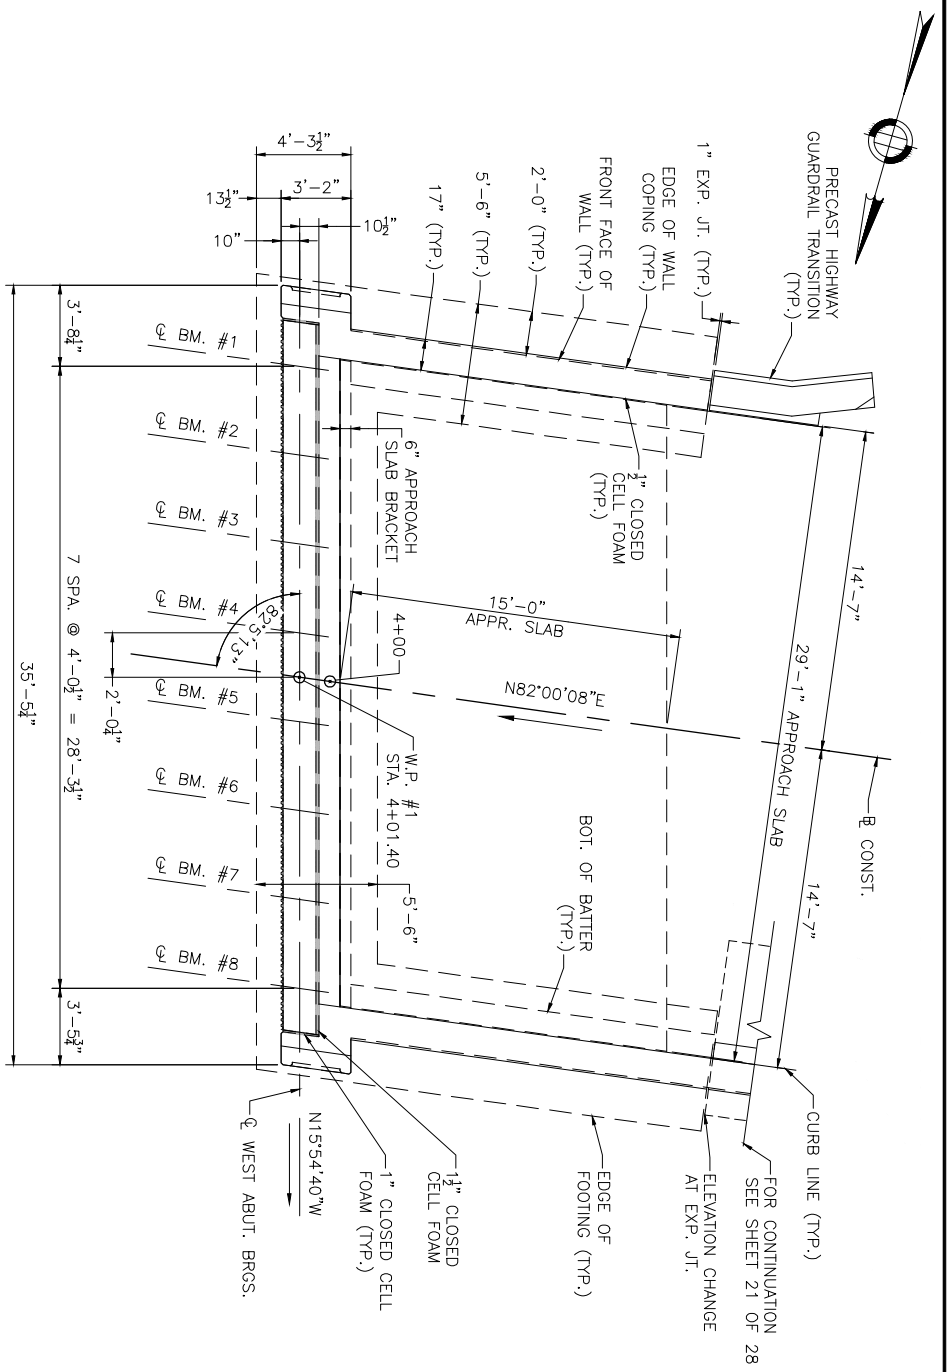 PRECAST HIGHWAY
GUARDRAIL TRANSITION
(TYP.)
1" EXP. JT. (TYP.)
EDGE OF WALL
COPING (TYP.)
FRONT FACE OF
WALL (TYP.)
2'-0" (TYP.)
5'-6" (TYP.)
17" (TYP.)
4'-3½"
3'-2"
13½"
10"
10½"
3'-8¼"
℄ BM. #1
℄ BM. #2
℄ BM. #3
℄ BM. #4
℄ BM. #5
℄ BM. #6
℄ BM. #7
℄ BM. #8
7 SPA. @ 4'-0½" = 28'-3½"
2'-0¼"
35'-5¼"
3'-5¾"
82°5'13"
6" APPROACH
SLAB BRACKET
½" CLOSED
CELL FOAM
(TYP.)
15'-0"
APPR. SLAB
4+00
N82°00'08"E
W.P. #1
STA. 4+01.40
5'-6"
14'-7"
29'-1" APPROACH SLAB
14'-7"
BOT. OF BATTER
(TYP.)
B CONST.
CURB LINE (TYP.)
FOR CONTINUATION
SEE SHEET 21 OF 28
ELEVATION CHANGE
AT EXP. JT.
EDGE OF
FOOTING (TYP.)
1½" CLOSED
CELL FOAM
1" CLOSED CELL
FOAM (TYP.)
N15°54'40"W
℄ WEST ABUT. BRGS.